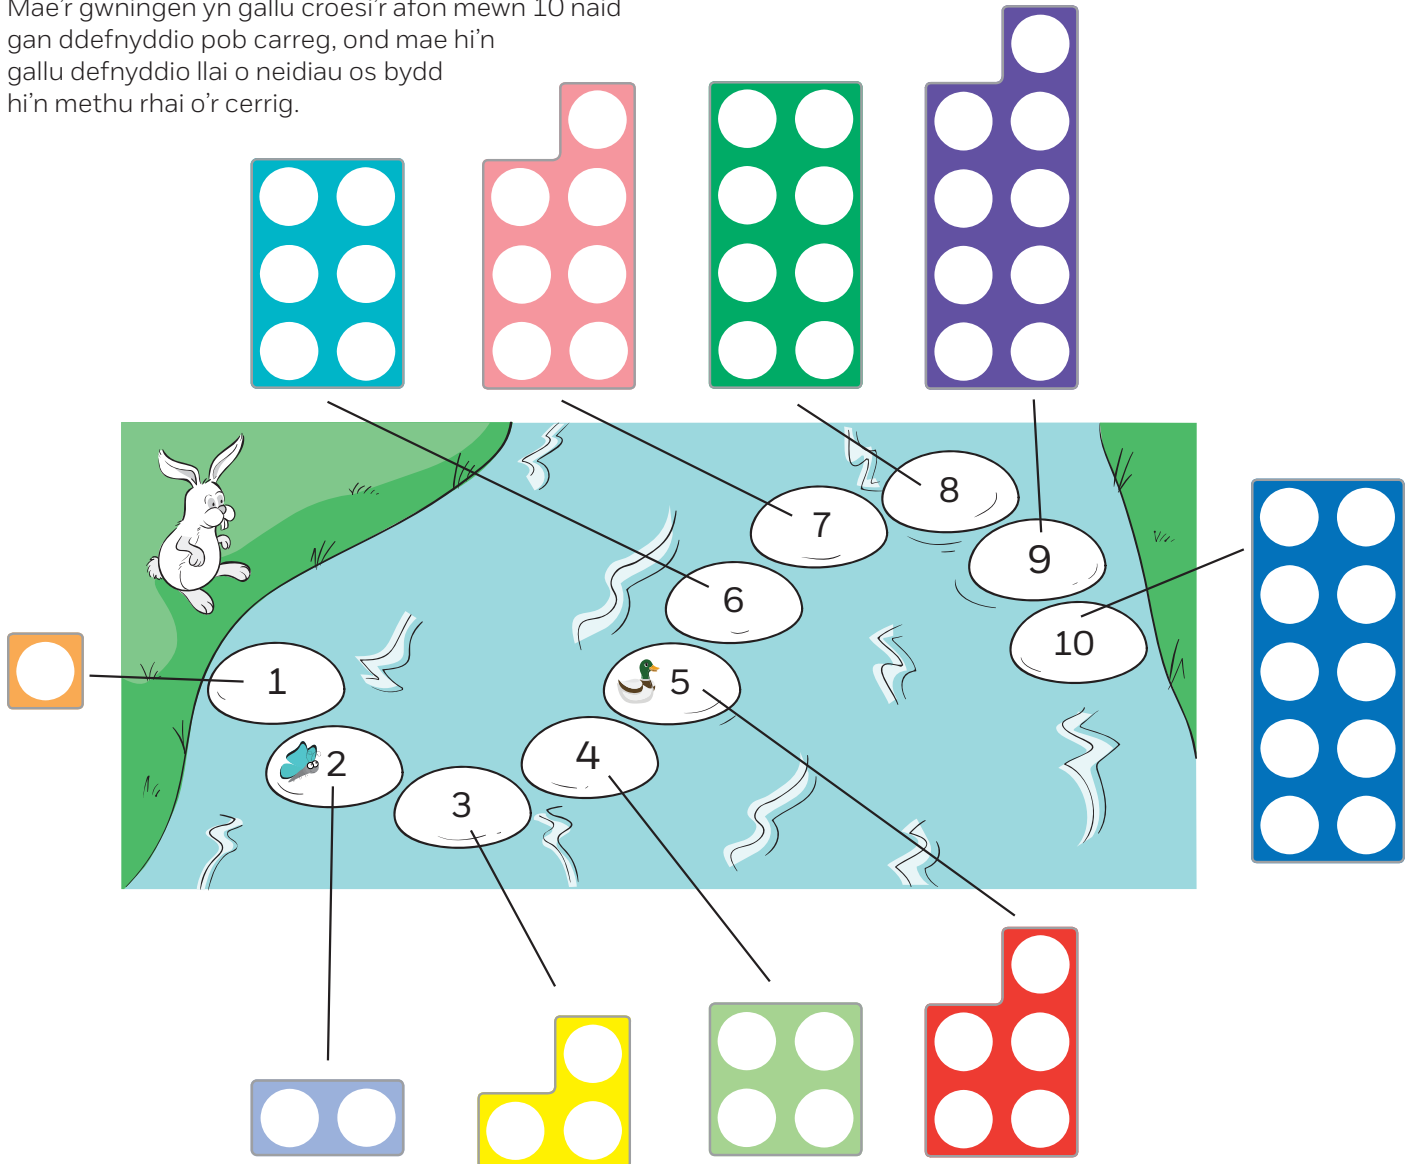 Mae'r gwningen yn gallu croesi'r afon mewn 10 naid
gan ddefnyddio pob carreg, ond mae hi'n
gallu defnyddio llai o neidiau os bydd
hi'n methu rhai o'r cerrig.
8
7
9
6
10
1
5
4
2
3